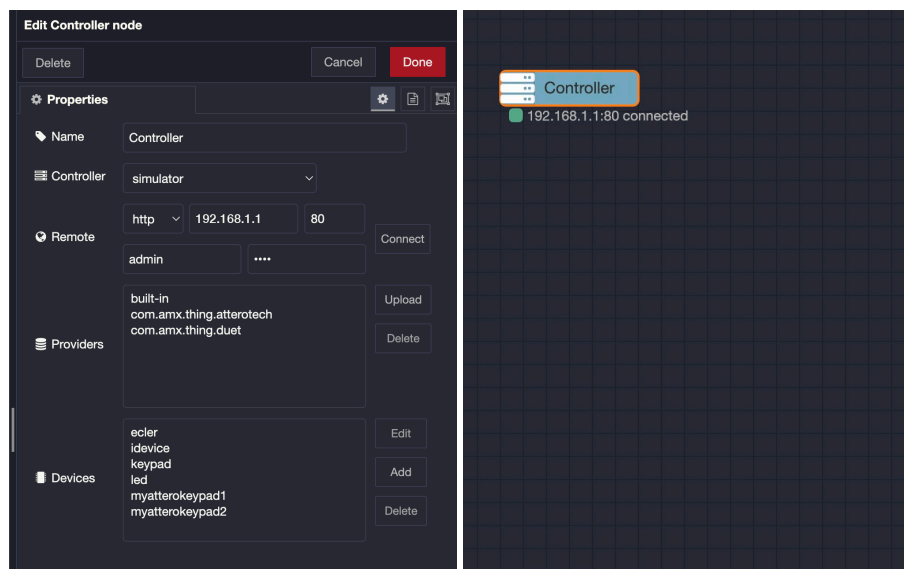 Edit Controller node
Delete
Cancel
Done
Properties
Name
Controller
Controller
simulator
Remote
http
192.168.1.1
80
Connect
admin
••••
Providers
built-in
com.amx.thing.atterotech
com.amx.thing.duet
Upload
Delete
Devices
ecler
idevice
keypad
led
myatterokeypad1
myatterokeypad2
Edit
Add
Delete
Controller
192.168.1.1:80 connected